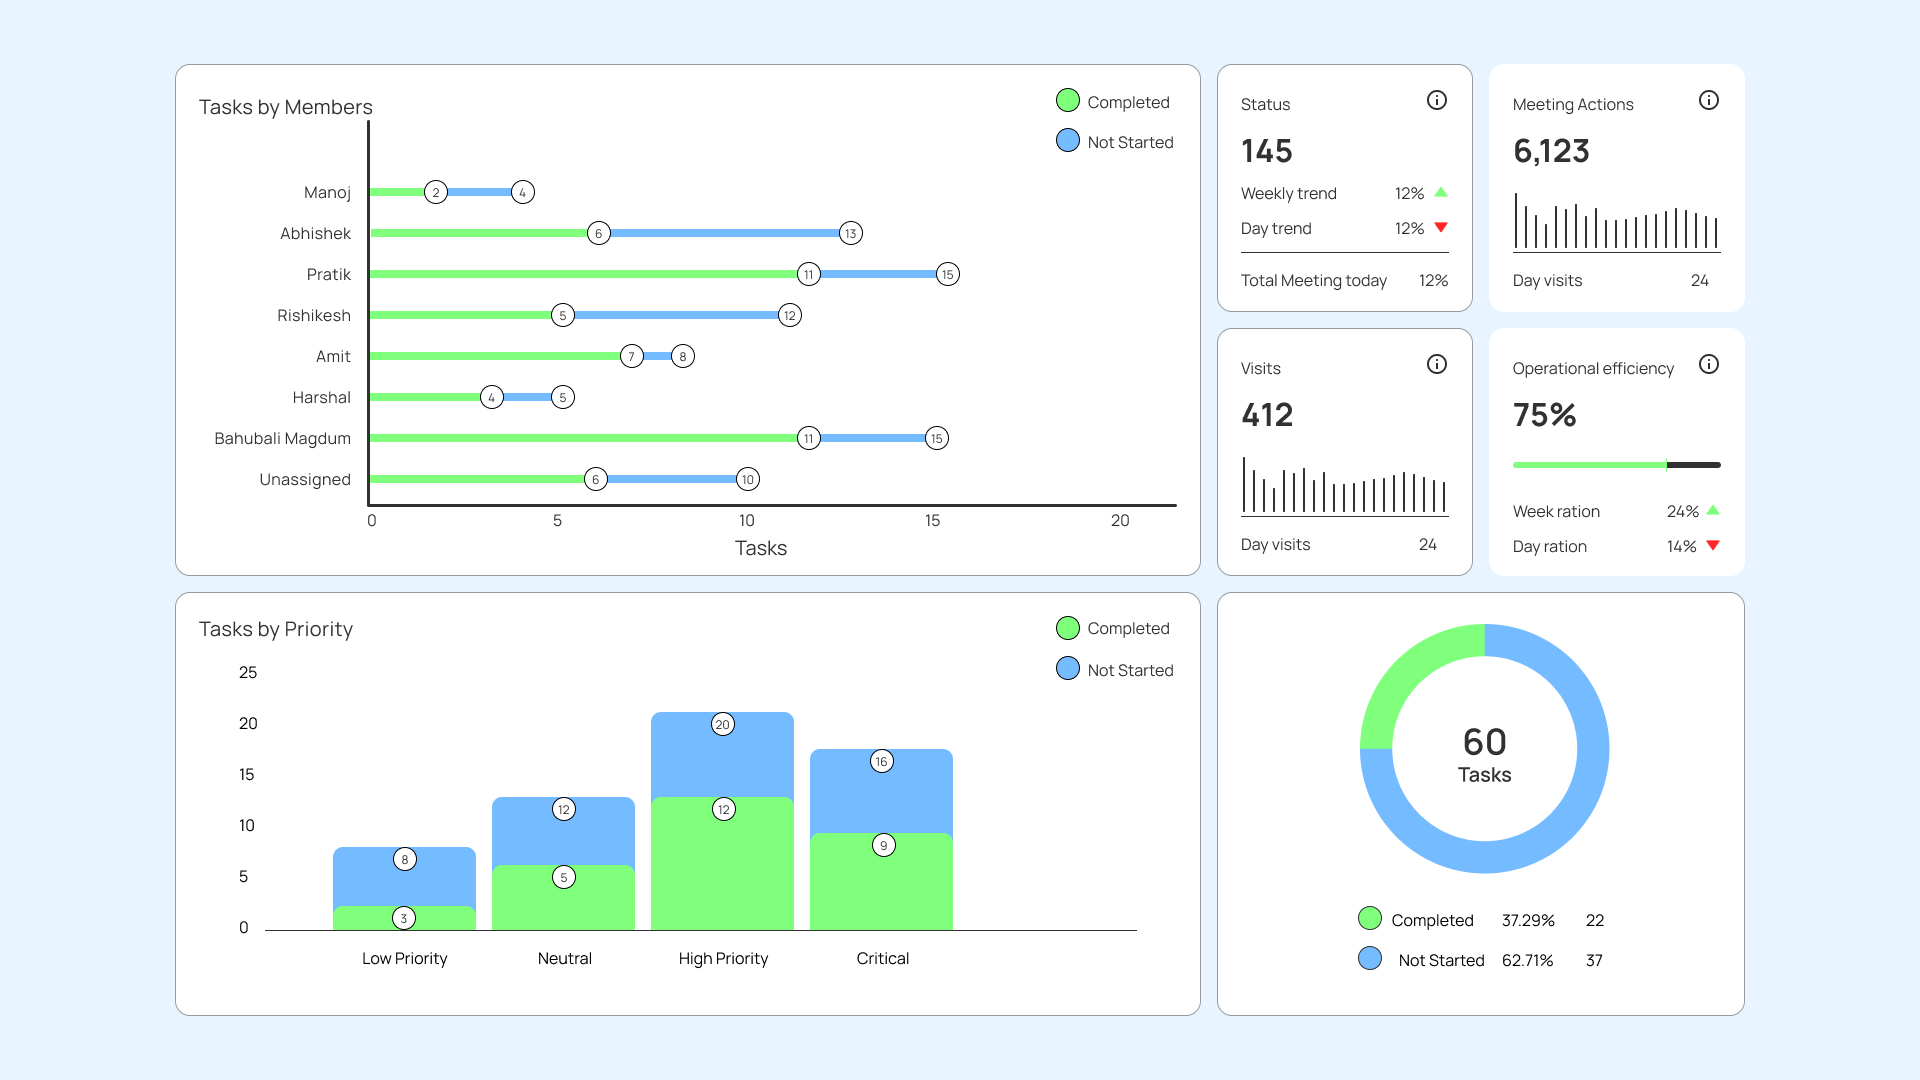 Tasks by Members
Completed
Not Started
Manoj 2 4
Abhishek 6 13
Pratik 11 15
Rishikesh 5 12
Amit 7 8
Harshal 4 5
Bahubali Magdum 11 15
Unassigned 6 10
0 5 10 15 20
Tasks
Status
145
Weekly trend 12%
Day trend 12%
Total Meeting today 12%
Meeting Actions
6,123
Day visits 24
Visits
412
Day visits 24
Operational efficiency
75%
Week ration 24%
Day ration 14%
Tasks by Priority
Completed
Not Started
25
20
15
10
5
0
8
3
12
5
20
12
16
9
Low Priority Neutral High Priority Critical
60
Tasks
Completed 37.29% 22
Not Started 62.71% 37